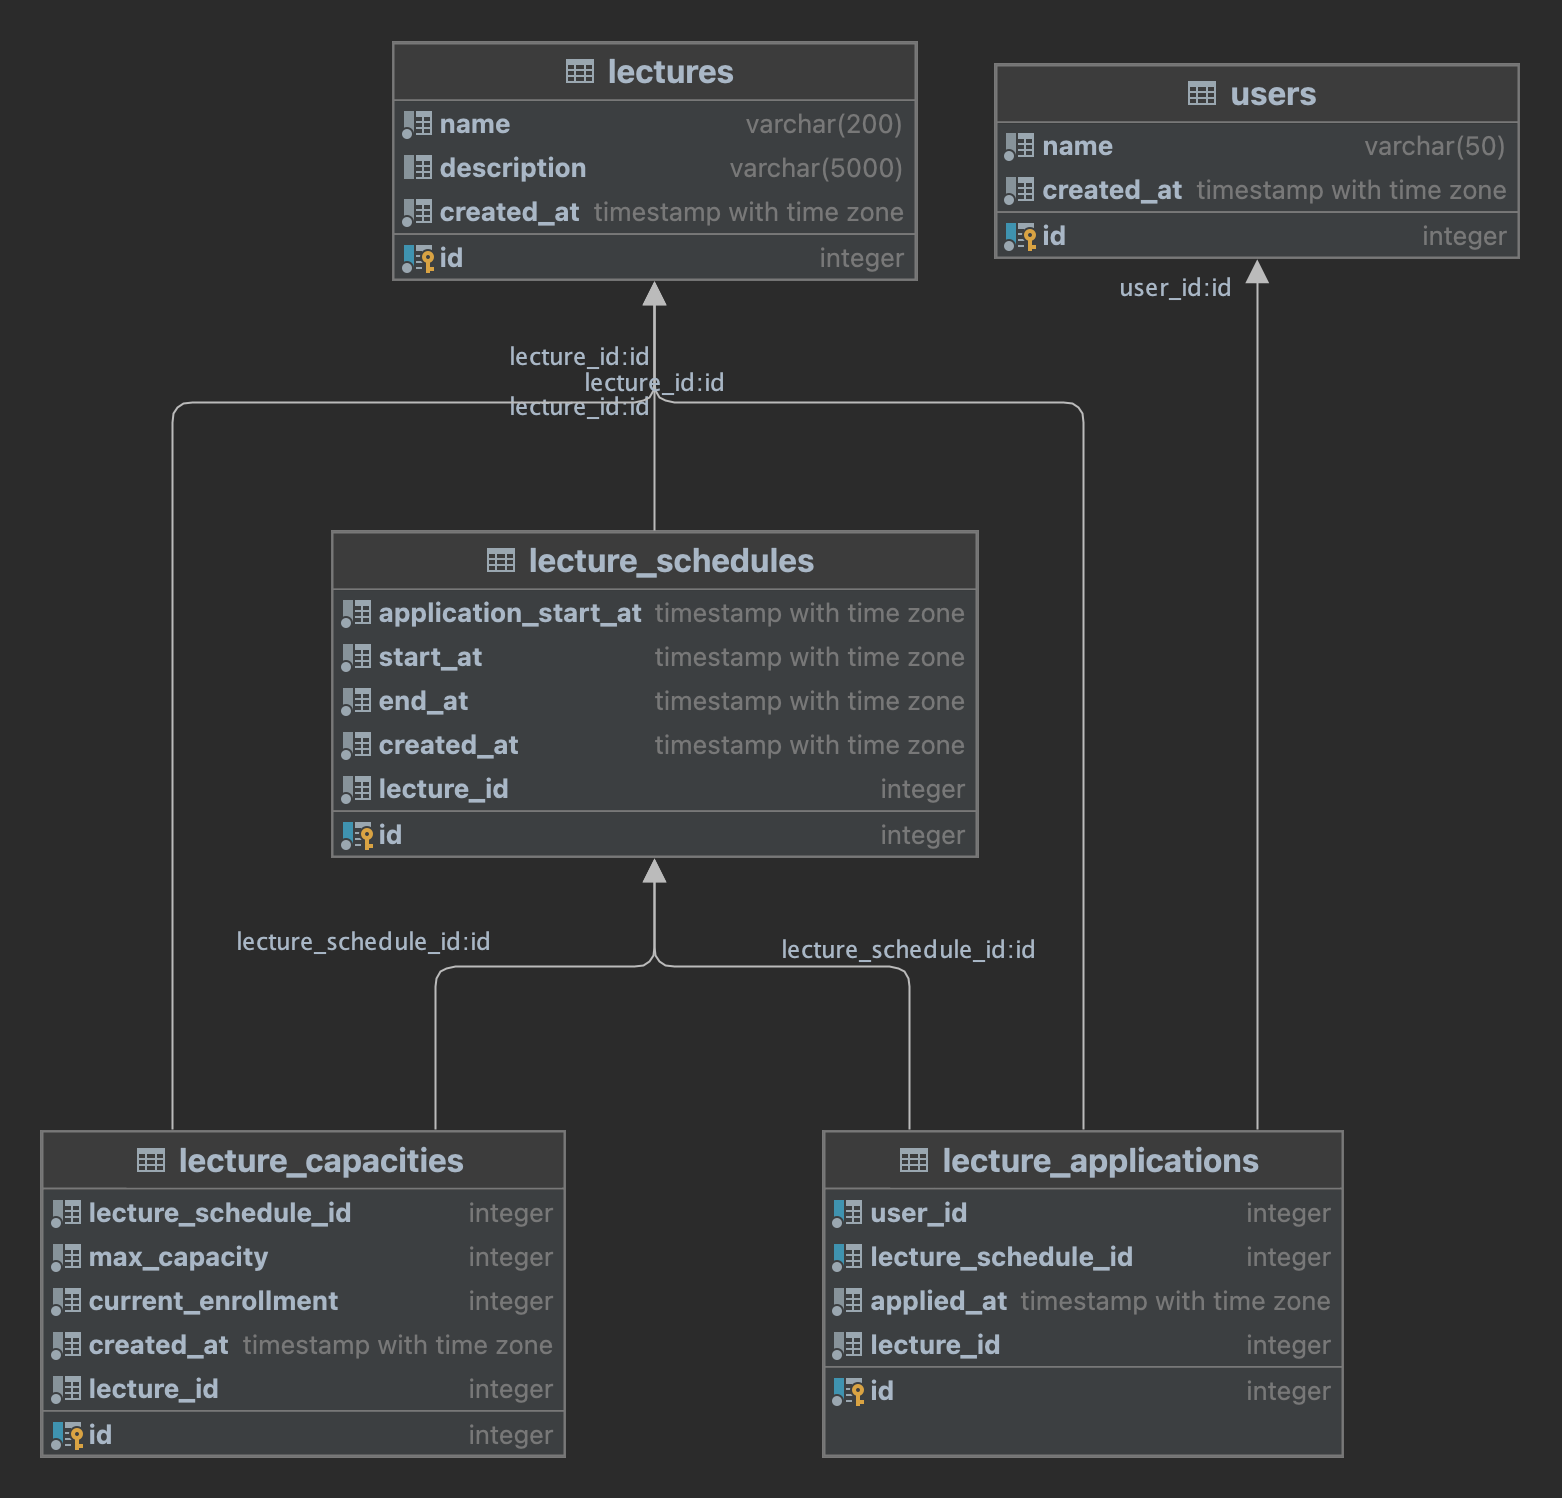 lectures
name varchar(200)
description varchar(5000)
created_at timestamp with time zone
id integer
users
name varchar(50)
created_at timestamp with time zone
id integer
user_id:id
lecture_id:id
lecture_id:id
lecture_id:id
lecture_schedules
application_start_at timestamp with time zone
start_at timestamp with time zone
end_at timestamp with time zone
created_at timestamp with time zone
lecture_id integer
id integer
lecture_schedule_id:id
lecture_schedule_id:id
lecture_capacities
lecture_schedule_id integer
max_capacity integer
current_enrollment integer
created_at timestamp with time zone
lecture_id integer
id integer
lecture_applications
user_id integer
lecture_schedule_id integer
applied_at timestamp with time zone
lecture_id integer
id integer